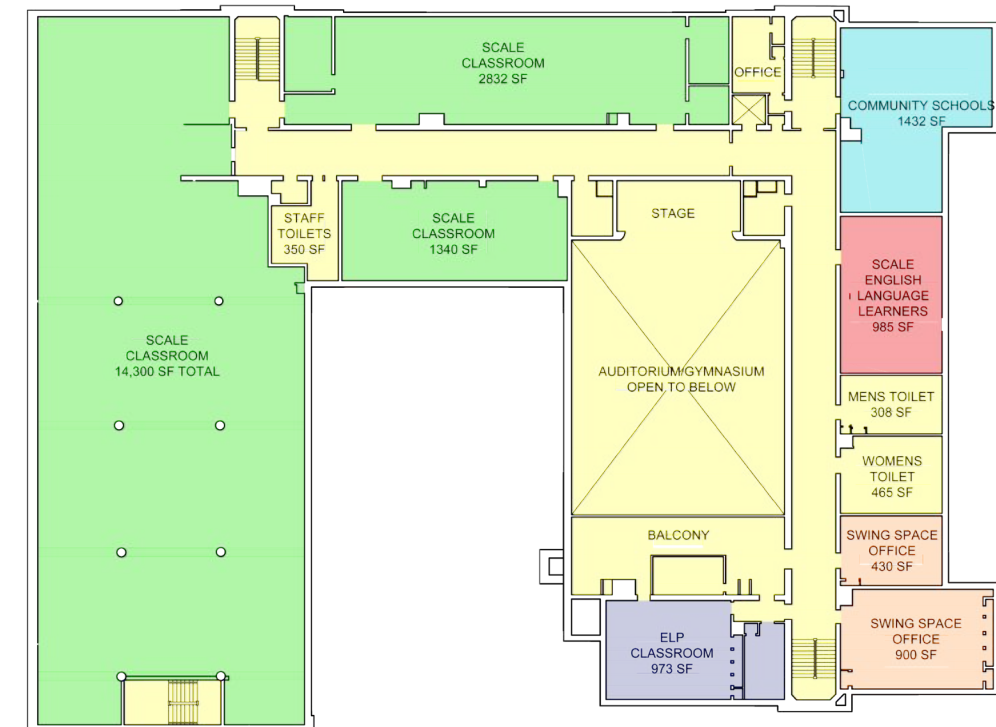 SCALE
CLASSROOM
2832 SF
OFFICE
COMMUNITY SCHOOLS
1432 SF
STAFF
TOILETS
350 SF
SCALE
CLASSROOM
1340 SF
STAGE
SCALE
ENGLISH
LANGUAGE
LEARNERS
985 SF
SCALE
CLASSROOM
14,300 SF TOTAL
AUDITORIUM/GYMNASIUM
OPEN TO BELOW
MENS TOILET
308 SF
WOMENS
TOILET
465 SF
BALCONY
SWING SPACE
OFFICE
430 SF
ELP
CLASSROOM
973 SF
SWING SPACE
OFFICE
900 SF